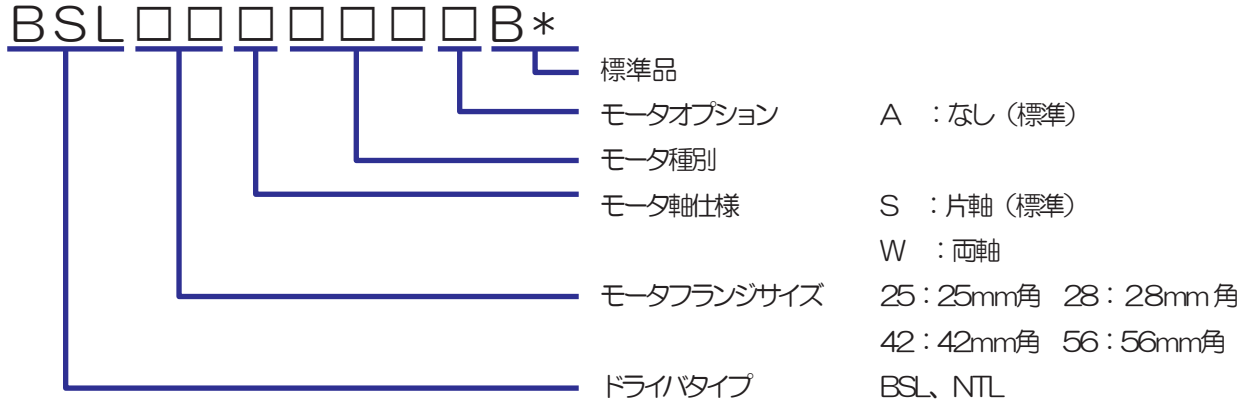 BSL□□□□□□□B*
標準品
モータオプション A :なし(標準)
モータ種別
モータ軸仕様 S :片軸(標準)
W :両軸
モータフランジサイズ 25:25mm角 28:28mm角
42:42mm角 56:56mm角
ドライバタイプ BSL、NTL